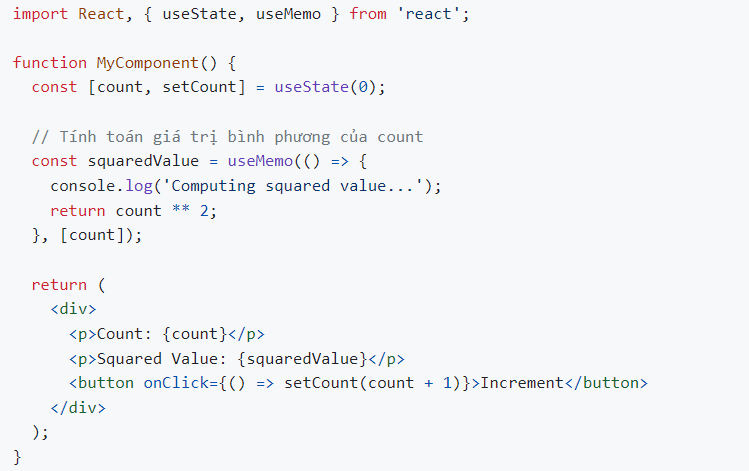 import React, { useState, useMemo } from 'react';

function MyComponent() {
  const [count, setCount] = useState(0);

  // Tính toán giá trị bình phương của count
  const squaredValue = useMemo(() => {
    console.log('Computing squared value...');
    return count ** 2;
  }, [count]);

  return (
    <div>
      <p>Count: {count}</p>
      <p>Squared Value: {squaredValue}</p>
      <button onClick={() => setCount(count + 1)}>Increment</button>
    </div>
  );
}